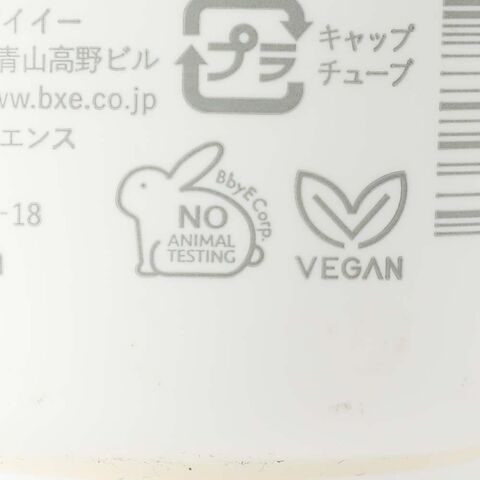 イイー
青山高野ビル
www.bxe.co.jp
エンス
-18
プラ
キャップ
チューブ
BbyE Corp.
NO
ANIMAL
TESTING
VEGAN